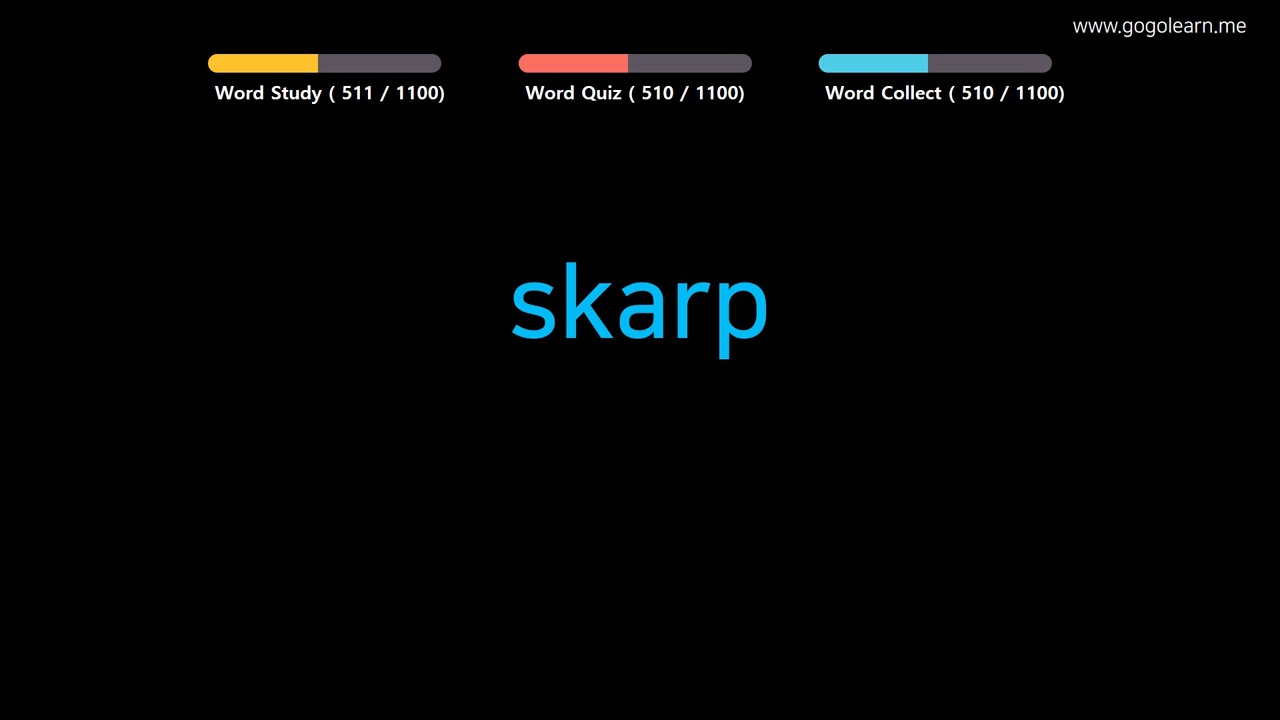 www.gogolearn.me
Word Study ( 511 / 1100)
Word Quiz ( 510 / 1100)
Word Collect ( 510 / 1100)
skarp